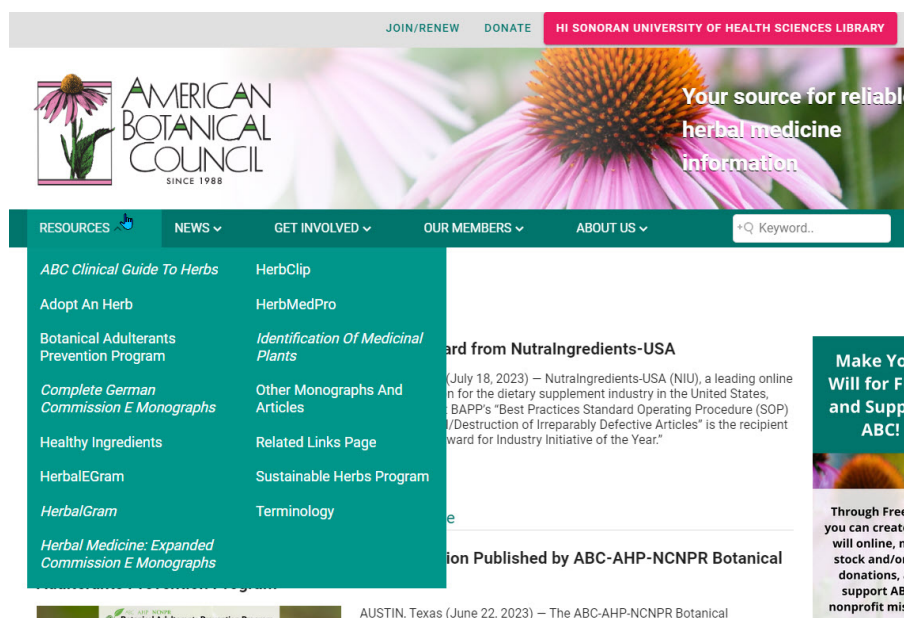 JOIN/RENEW DONATE HI SONORAN UNIVERSITY OF HEALTH SCIENCES LIBRARY
AMERICAN
BOTANICAL
COUNCIL
SINCE 1988
Your source for reliabl
herbal medicine
information
RESOURCES NEWS GET INVOLVED OUR MEMBERS ABOUT US Keyword..
ABC Clinical Guide To Herbs
Adopt An Herb
Botanical Adulterants
Prevention Program
Complete German
Commission E Monographs
Healthy Ingredients
HerbalEGram
HerbalGram
Herbal Medicine: Expanded
Commission E Monographs
HerbClip
HerbMedPro
Identification Of Medicinal
Plants
Other Monographs And
Articles
Related Links Page
Sustainable Herbs Program
Terminology
ard from NutraIngredients-USA
(July 18, 2023) — NutraIngredients-USA (NIU), a leading online
n for the dietary supplement industry in the United States,
BAPP's "Best Practices Standard Operating Procedure (SOP)
l/Destruction of Irreparably Defective Articles" is the recipient
ward for Industry Initiative of the Year."
e
ion Published by ABC-AHP-NCNPR Botanical
AUSTIN, Texas (June 22, 2023) — The ABC-AHP-NCNPR Botanical
Make Yo
Will for F
and Supp
ABC!
Through Free
you can create
will online, n
stock and/or
donations, a
support AB
nonprofit mis